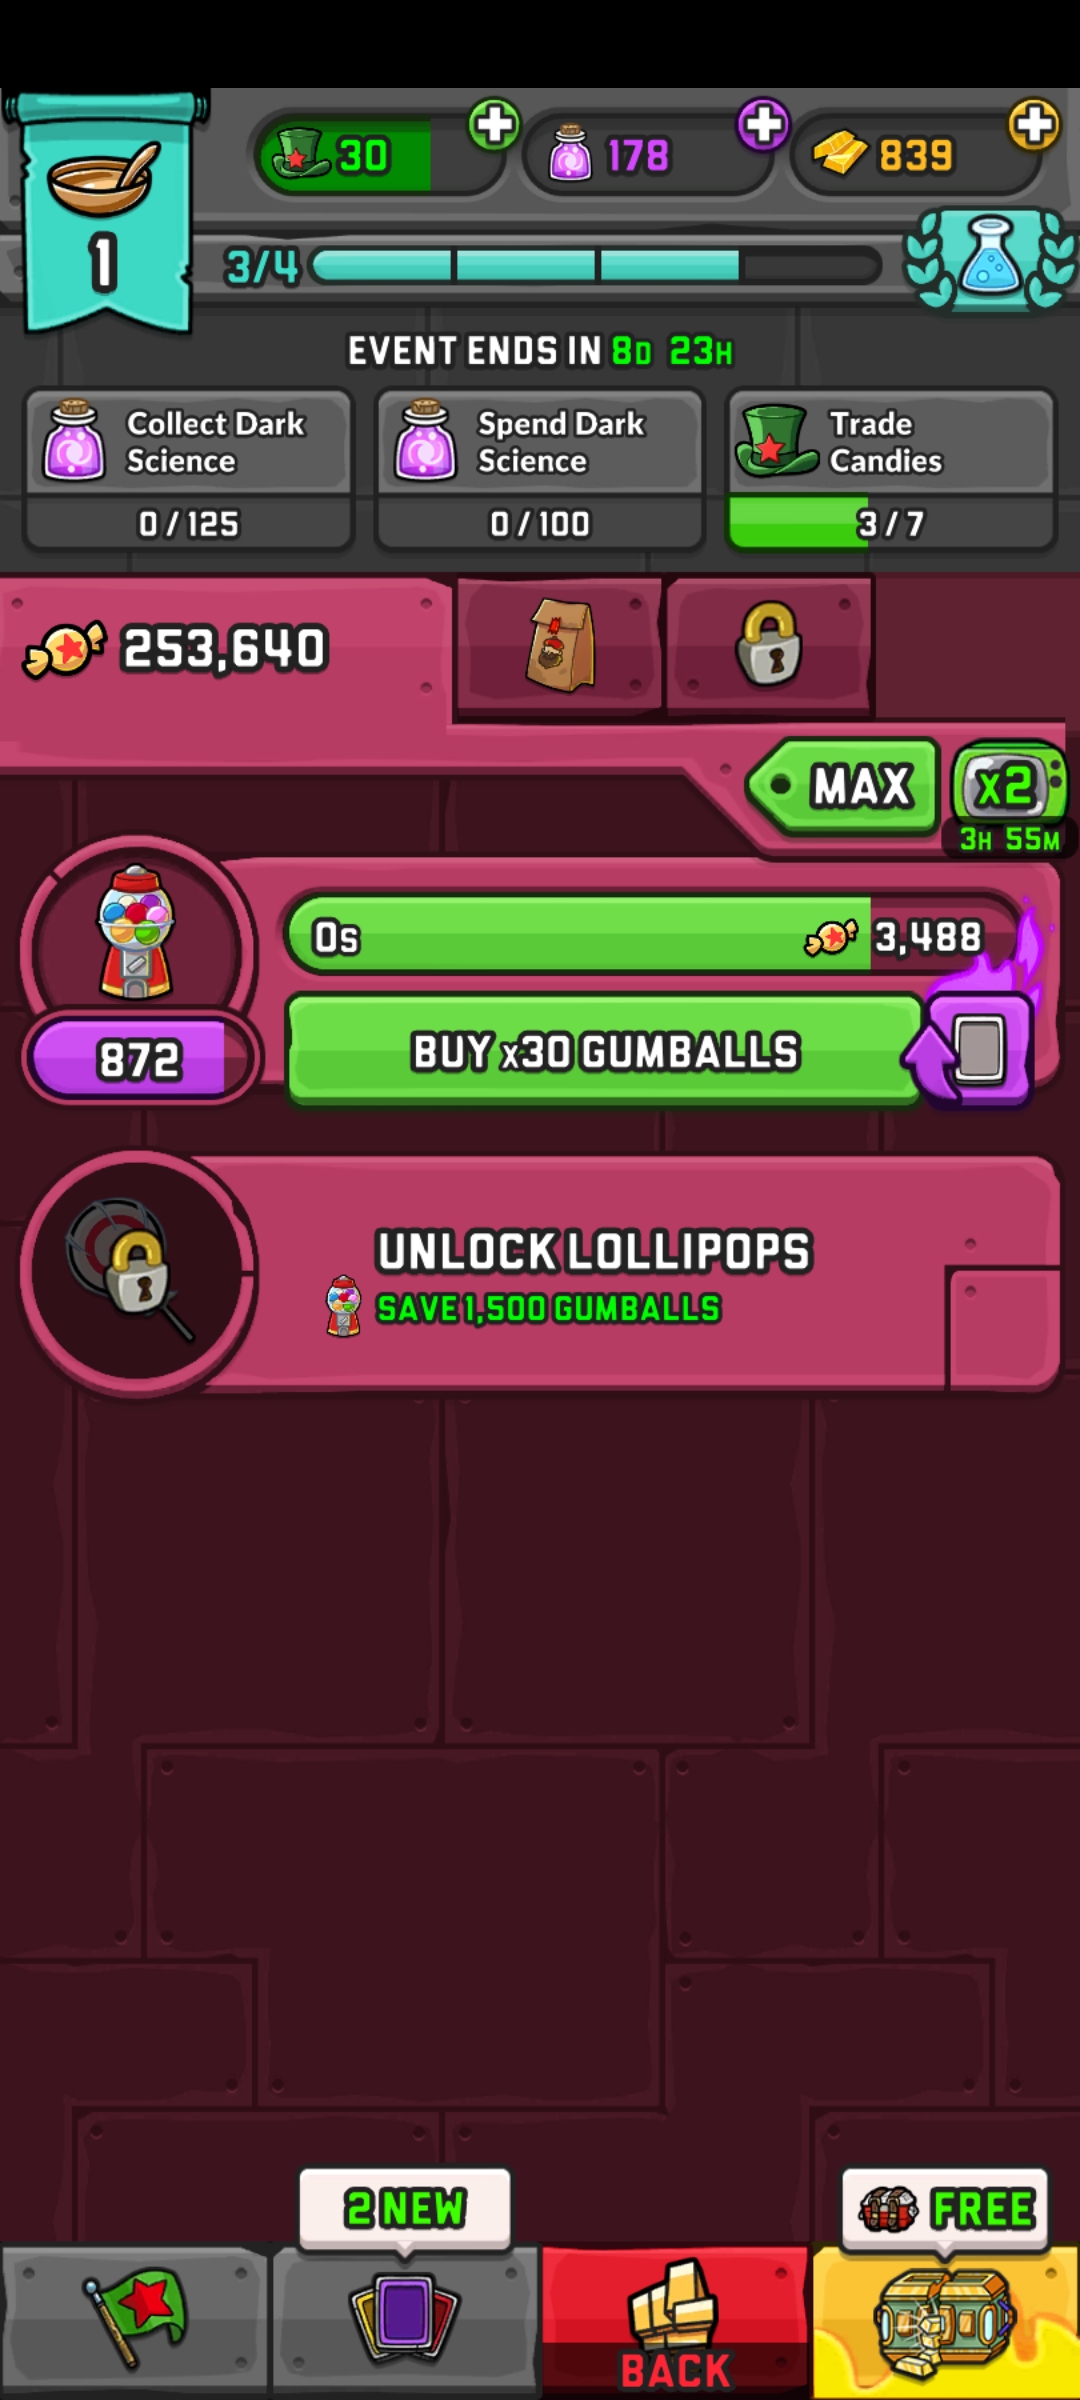 30
178
839
1
3/4
EVENT ENDS IN 8D 23H
Collect Dark
Science
0/125
Spend Dark
Science
0/100
Trade
Candies
3/7
253,640
MAX
x2
3H 55M
0s
3,488
872
BUY x30 GUMBALLS
UNLOCK LOLLIPOPS
SAVE 1,500 GUMBALLS
2 NEW
FREE
BACK